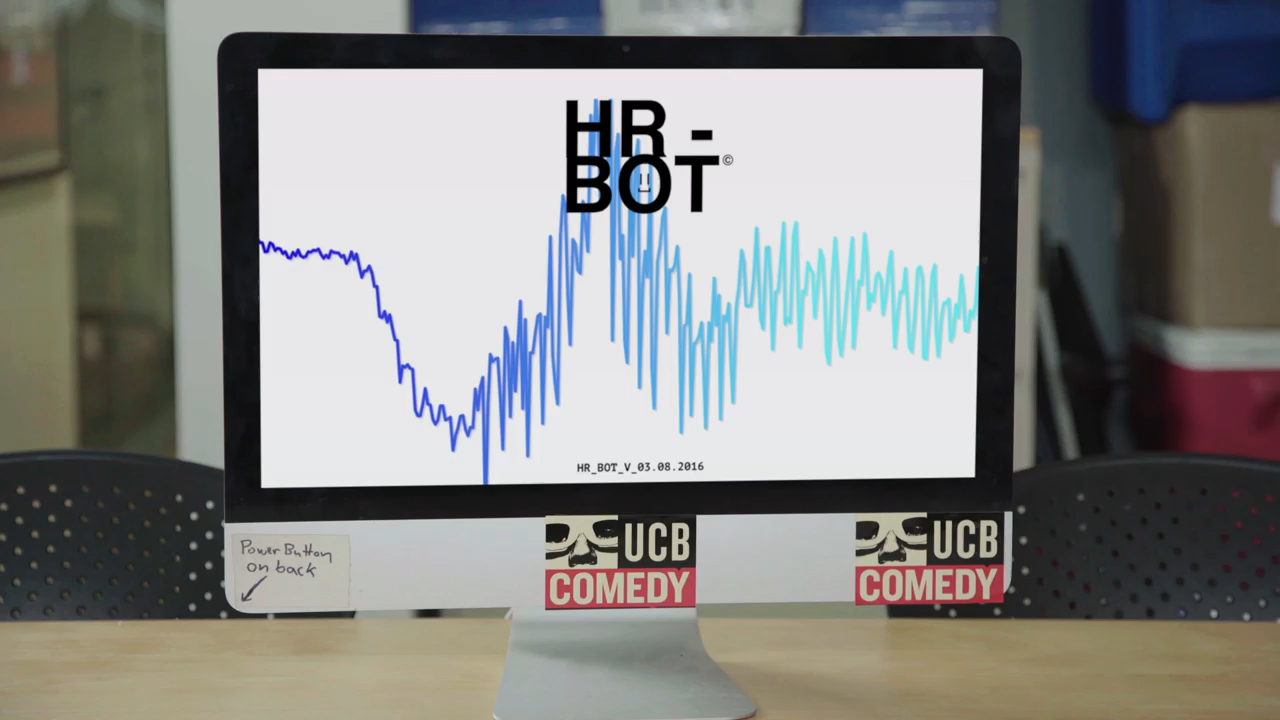 HR -
BOT©
HR_BOT_V_03.08.2016
Power Button
on back
UCB
COMEDY
UCB
COMEDY